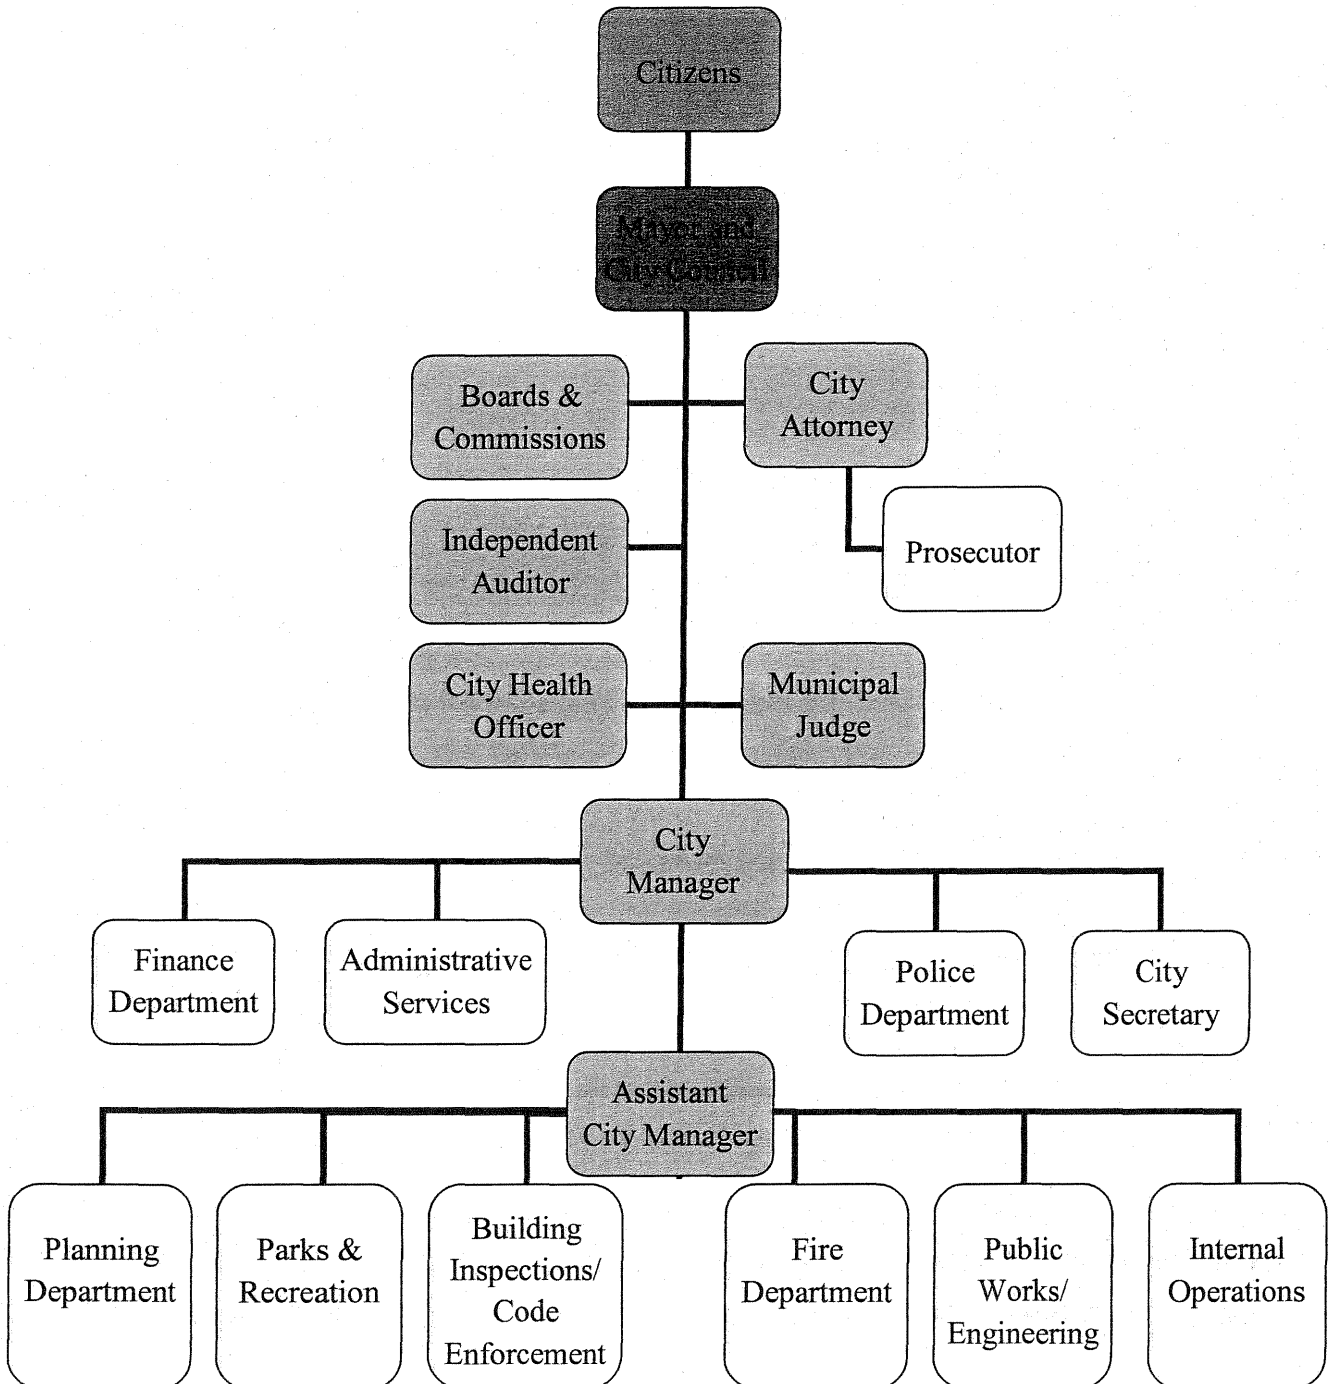 Citizens
Mayor and
City Council
Boards &
Commissions
City
Attorney
Independent
Auditor
Prosecutor
City Health
Officer
Municipal
Judge
City
Manager
Finance
Department
Administrative
Services
Police
Department
City
Secretary
Assistant
City Manager
Planning
Department
Parks &
Recreation
Building
Inspections/
Code
Enforcement
Fire
Department
Public
Works/
Engineering
Internal
Operations